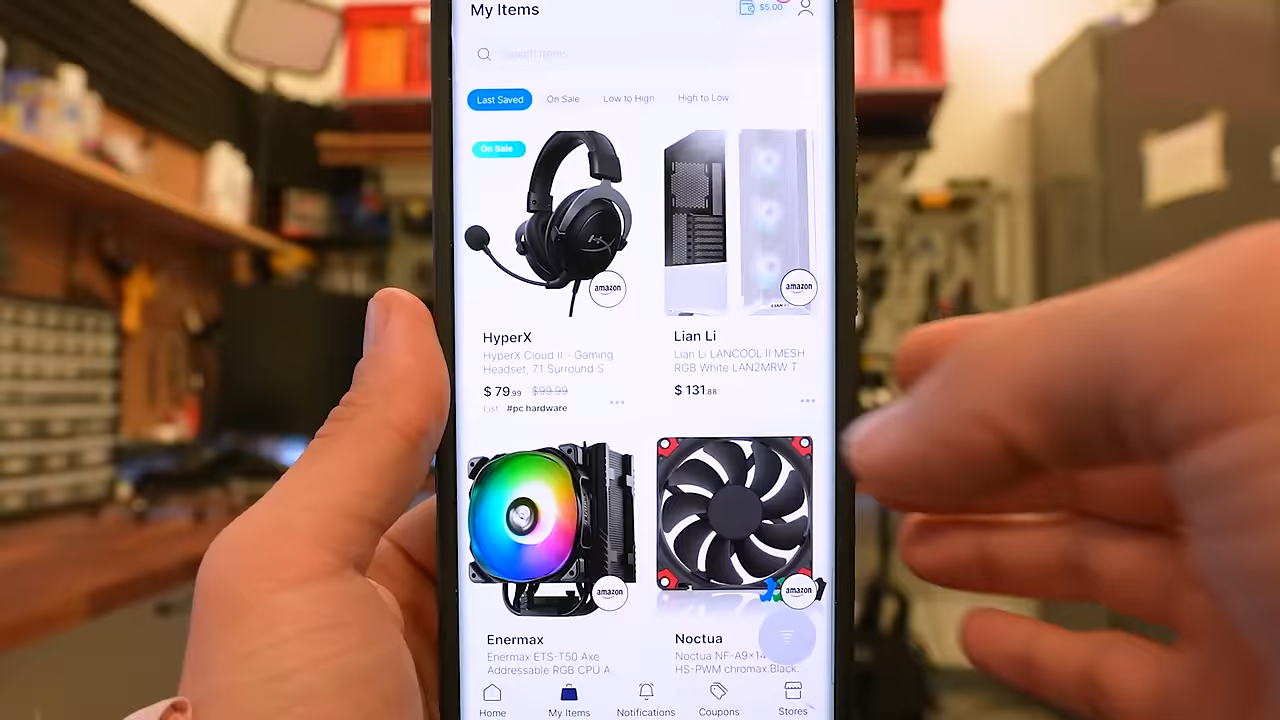 My Items
$5.00
Search Items
Last Saved
On Sale
Low to High
High to Low
On Sale
amazon
amazon
LIAN LI
HyperX
HyperX Cloud II - Gaming
Headset, 71 Surround S
$ 79.99 $99.99
List #pc hardware
Lian Li
Lian Li LANCOOL II MESH
RGB White LAN2MRW T
$ 131.88
amazon
amazon
Enermax
Enermax ETS-T50 Axe
Addressable RGB CPU A
Noctua
Noctua NF-A9x14
HS-PWM chromax.Black.
Home
My Items
Notifications
Coupons
Stores